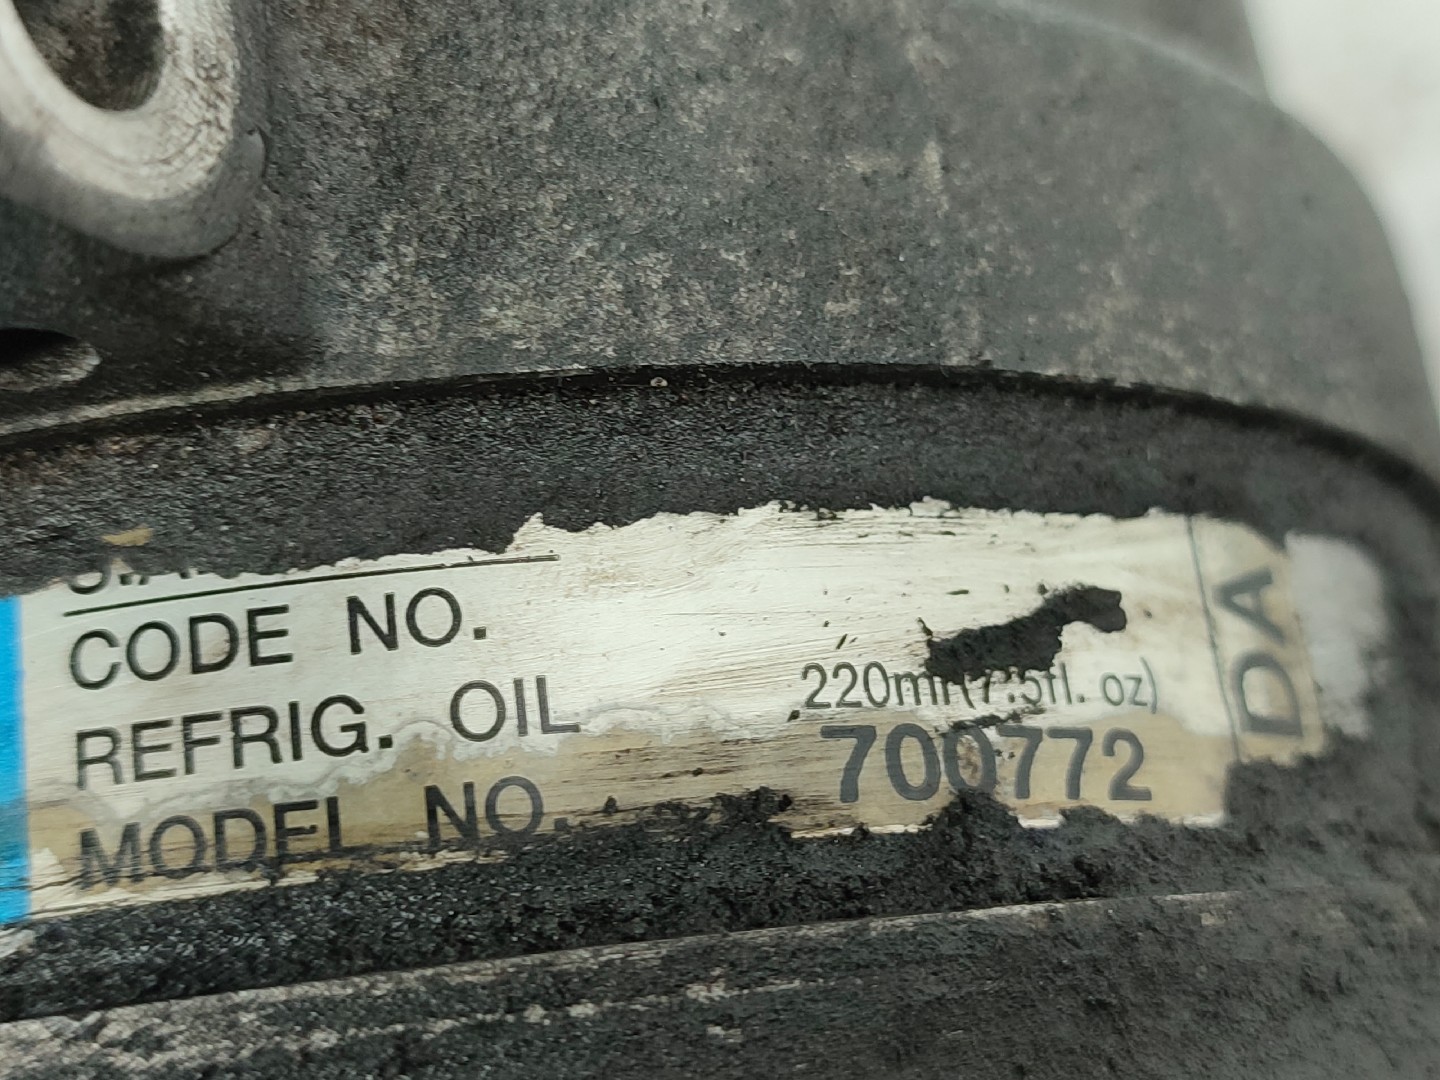 CODE NO.
REFRIG. OIL 220ml(7.5fl. oz)
MODEL NO. 700772
DA